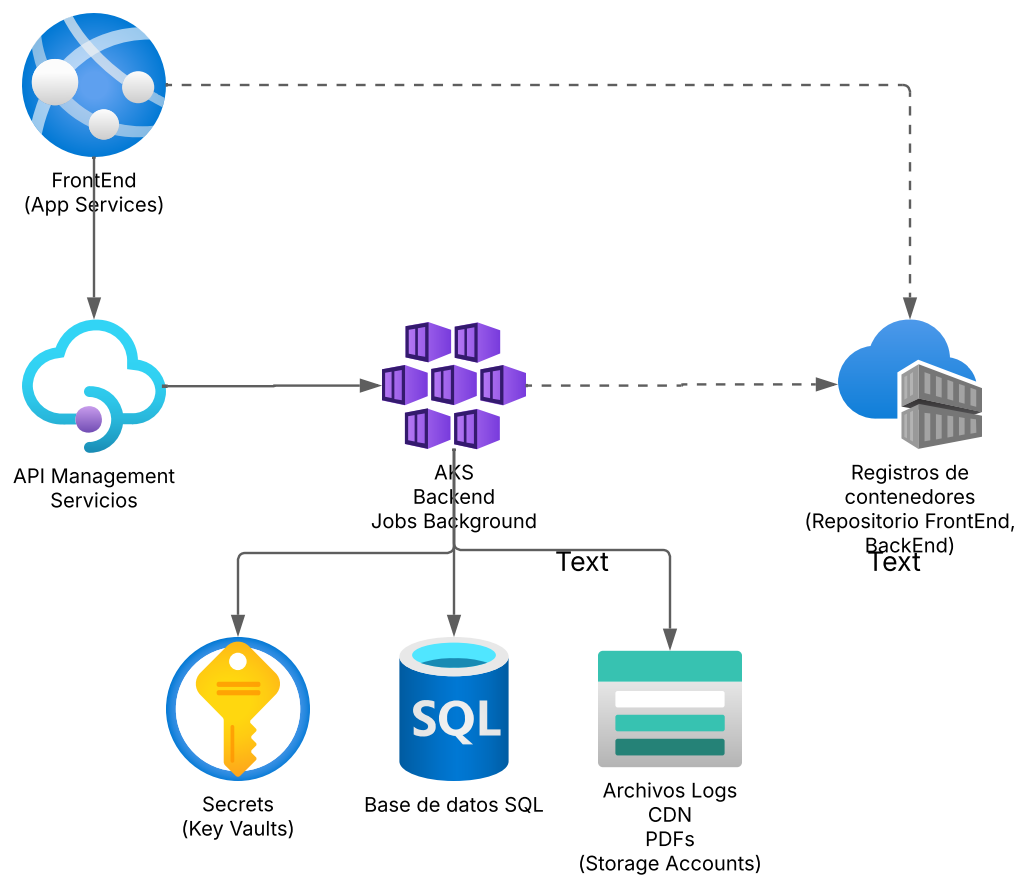 FrontEnd
(App Services)
API Management
Servicios
AKS
Backend
Jobs Background
Registros de
contenedores
(Repositorio FrontEnd,
BackEnd)
Text
Text
SQL
Secrets
(Key Vaults)
Base de datos SQL
Archivos Logs
CDN
PDFs
(Storage Accounts)